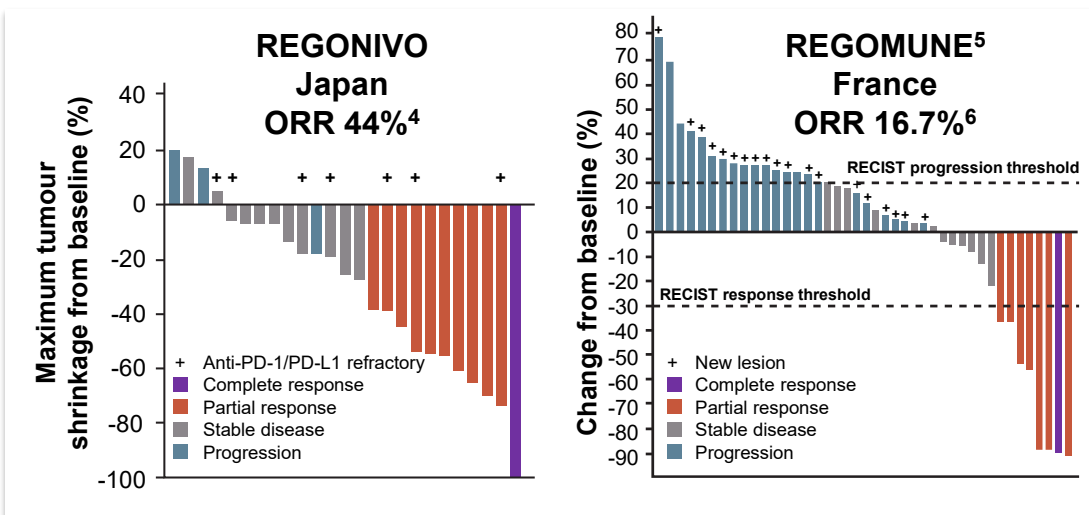 REGONIVO
Japan
ORR 44%⁴
Maximum tumour
shrinkage from baseline (%)
40
20
0
-20
-40
-60
-80
-100
+ Anti-PD-1/PD-L1 refractory
Complete response
Partial response
Stable disease
Progression
REGOMUNE⁵
France
ORR 16.7%⁶
Change from baseline (%)
80
70
60
50
40
30
20
10
0
-10
-20
-30
-40
-50
-60
-70
-80
-90
RECIST progression threshold
RECIST response threshold
+ New lesion
Complete response
Partial response
Stable disease
Progression